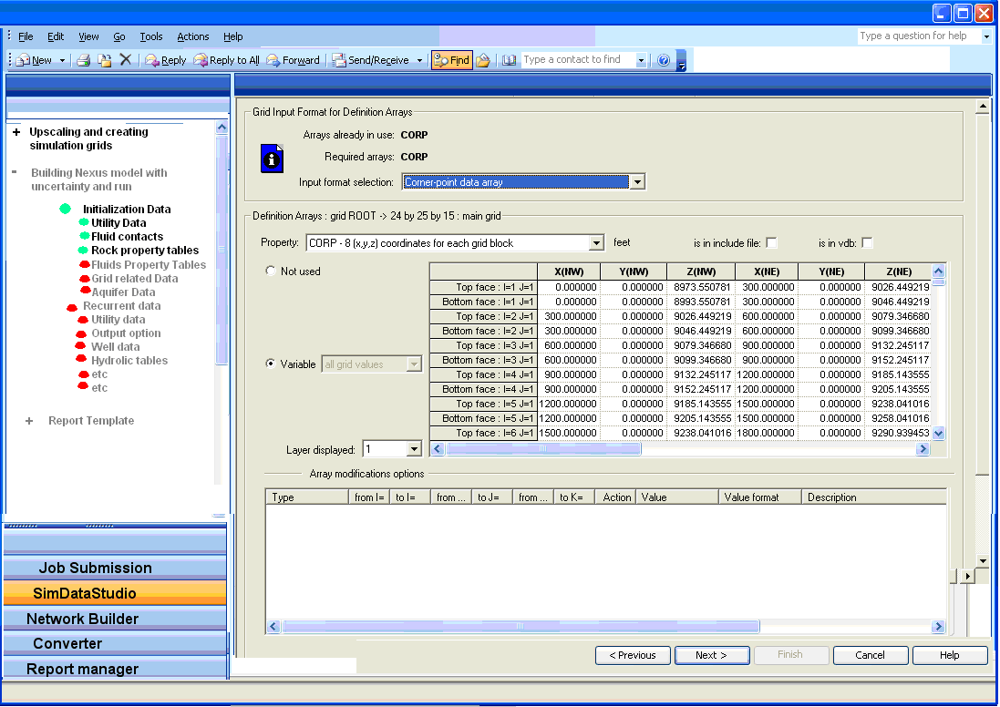 File Edit View Go Tools Actions Help
Type a question for help
New Reply Reply to All Forward Send/Receive Find Type a contact to find
+ Upscaling and creating
simulation grids
- Building Nexus model with
uncertainty and run
Initialization Data
Utility Data
Fluid contacts
Rock property tables
Fluids Property Tables
Grid related Data
Aquifer Data
Recurrent data
Utility data
Output option
Well data
Hydrolic tables
etc
etc
+ Report Template
Job Submission
SimDataStudio
Network Builder
Converter
Report manager
Grid Input Format for Definition Arrays
Arrays already in use: CORP
Required arrays: CORP
Input format selection: Corner-point data array
Definition Arrays : grid ROOT -> 24 by 25 by 15 : main grid
Property: CORP - 8 (x,y,z) coordinates for each grid block feet is in include file: is in vdb:
Not used
Variable all grid values
Layer displayed: 1
X(NW) Y(NW) Z(NW) X(NE) Y(NE) Z(NE)
Top face : I=1 J=1 0.000000 0.000000 8973.550781 300.000000 0.000000 9026.449219
Bottom face : I=1 J=1 0.000000 0.000000 8993.550781 300.000000 0.000000 9046.449219
Top face : I=2 J=1 300.000000 0.000000 9026.449219 600.000000 0.000000 9079.346680
Bottom face : I=2 J=1 300.000000 0.000000 9046.449219 600.000000 0.000000 9099.346680
Top face : I=3 J=1 600.000000 0.000000 9079.346680 900.000000 0.000000 9132.245117
Bottom face : I=3 J=1 600.000000 0.000000 9099.346680 900.000000 0.000000 9152.245117
Top face : I=4 J=1 900.000000 0.000000 9132.245117 1200.000000 0.000000 9185.143555
Bottom face : I=4 J=1 900.000000 0.000000 9152.245117 1200.000000 0.000000 9205.143555
Top face : I=5 J=1 1200.000000 0.000000 9185.143555 1500.000000 0.000000 9238.041016
Bottom face : I=5 J=1 1200.000000 0.000000 9205.143555 1500.000000 0.000000 9258.041016
Top face : I=6 J=1 1500.000000 0.000000 9238.041016 1800.000000 0.000000 9290.939453
Array modifications options
Type from I= to I= from ... to J= from ... to K= Action Value Value format Description
< Previous Next > Finish Cancel Help